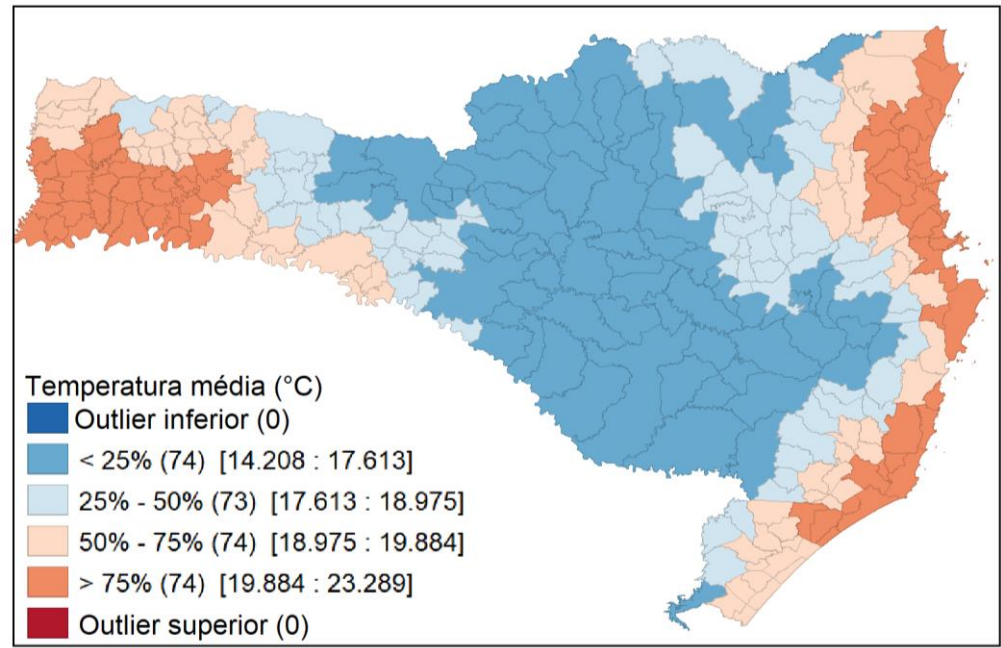 Temperatura média (°C)
Outlier inferior (0)
< 25% (74) [14.208 : 17.613]
25% - 50% (73) [17.613 : 18.975]
50% - 75% (74) [18.975 : 19.884]
> 75% (74) [19.884 : 23.289]
Outlier superior (0)